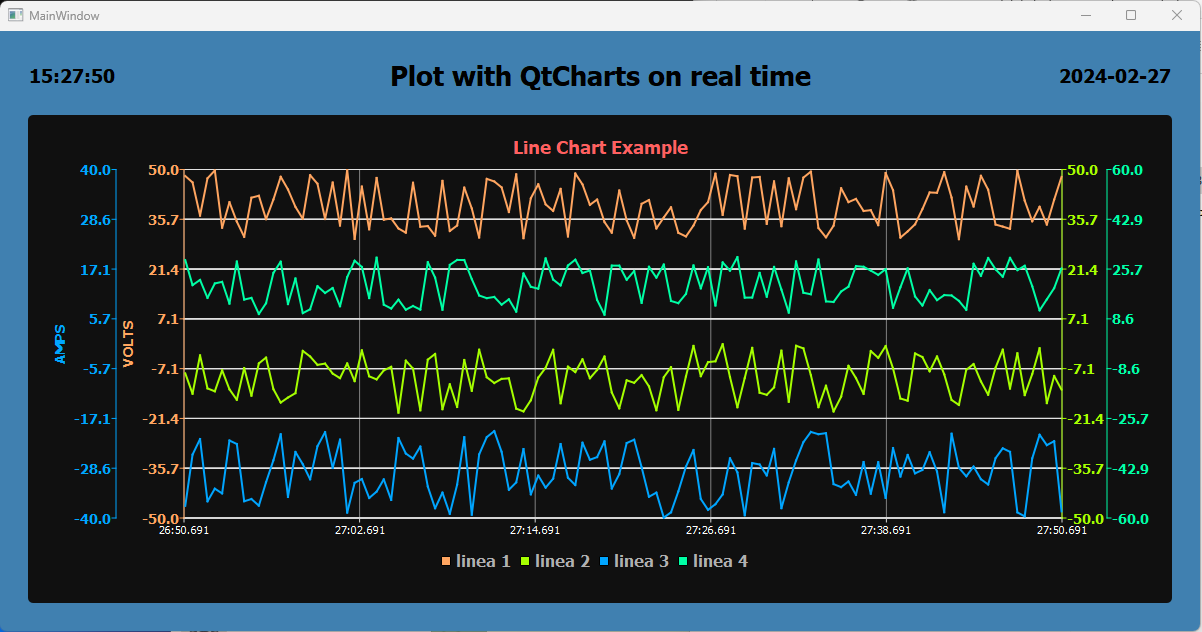 MainWindow
15:27:50 Plot with QtCharts on real time 2024-02-27
Line Chart Example
40.0 50.0 50.0 60.0
28.6 35.7 35.7 42.9
17.1 21.4 21.4 25.7
5.7 7.1 7.1 8.6
AMPS VOLTS
-5.7 -7.1 -7.1 -8.6
-17.1 -21.4 -21.4 -25.7
-28.6 -35.7 -35.7 -42.9
-40.0 -50.0 -50.0 -60.0
26:50.691 27:02.691 27:14.691 27:26.691 27:38.691 27:50.691
linea 1 linea 2 linea 3 linea 4